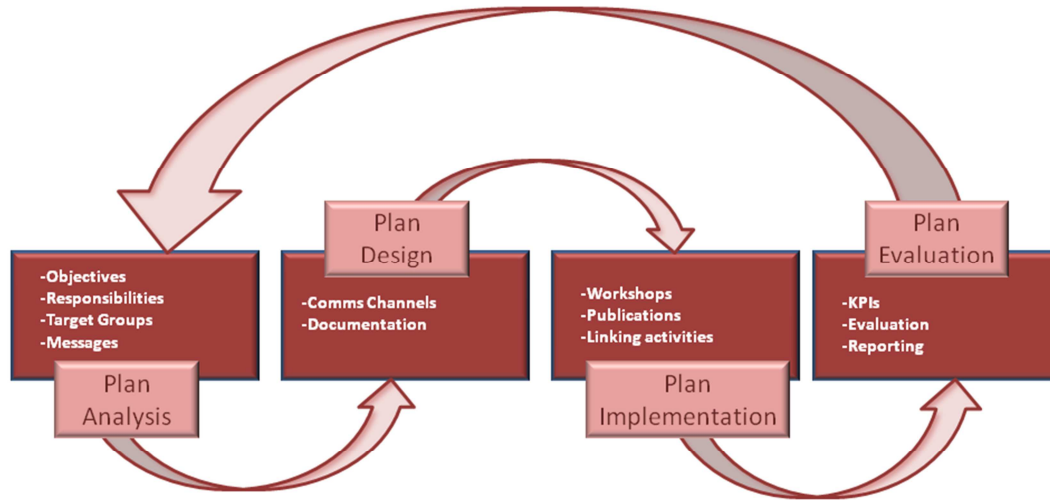 -Objectives
-Responsibilities
-Target Groups
-Messages
Plan
Analysis
Plan
Design
-Comms Channels
-Documentation
-Workshops
-Publications
-Linking activities
Plan
Implementation
Plan
Evaluation
-KPIs
-Evaluation
-Reporting